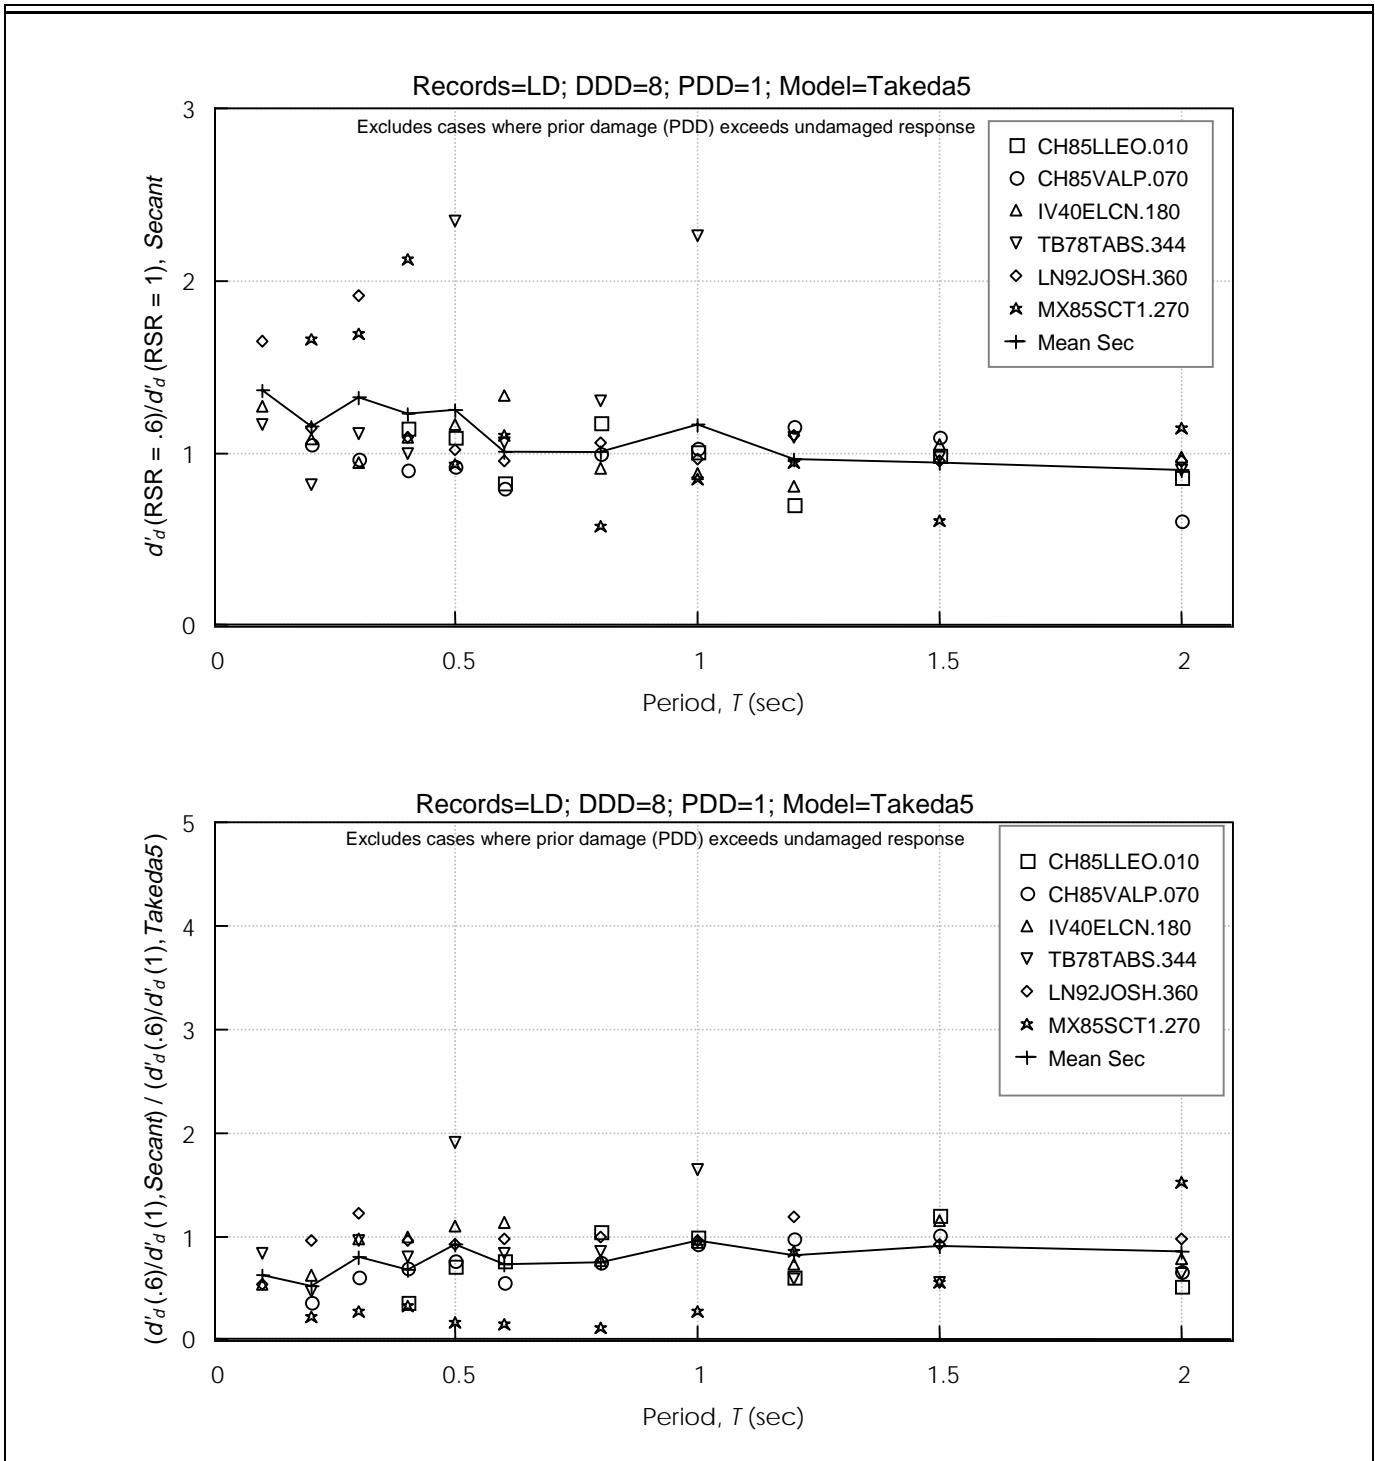 Records=LD; DDD=8; PDD=1; Model=Takeda5
Excludes cases where prior damage (PDD) exceeds undamaged response
d'd (RSR = .6)/d'd (RSR = 1), Secant
3
2
1
0
CH85LLEO.010
CH85VALP.070
IV40ELCN.180
TB78TABS.344
LN92JOSH.360
MX85SCT1.270
Mean Sec
0 0.5 1 1.5 2
Period, T (sec)
Records=LD; DDD=8; PDD=1; Model=Takeda5
Excludes cases where prior damage (PDD) exceeds undamaged response
(d'd (.6)/d'd (1),Secant) / (d'd (.6)/d'd (1),Takeda5)
5
4
3
2
1
0
CH85LLEO.010
CH85VALP.070
IV40ELCN.180
TB78TABS.344
LN92JOSH.360
MX85SCT1.270
Mean Sec
0 0.5 1 1.5 2
Period, T (sec)